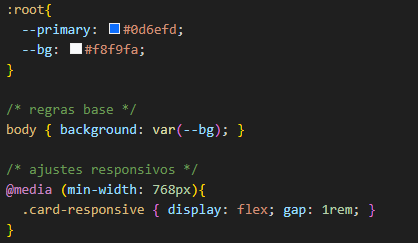 :root{
  --primary: #0d6efd;
  --bg: #f8f9fa;
}

/* regras base */
body { background: var(--bg); }

/* ajustes responsivos */
@media (min-width: 768px){
  .card-responsive { display: flex; gap: 1rem; }
}